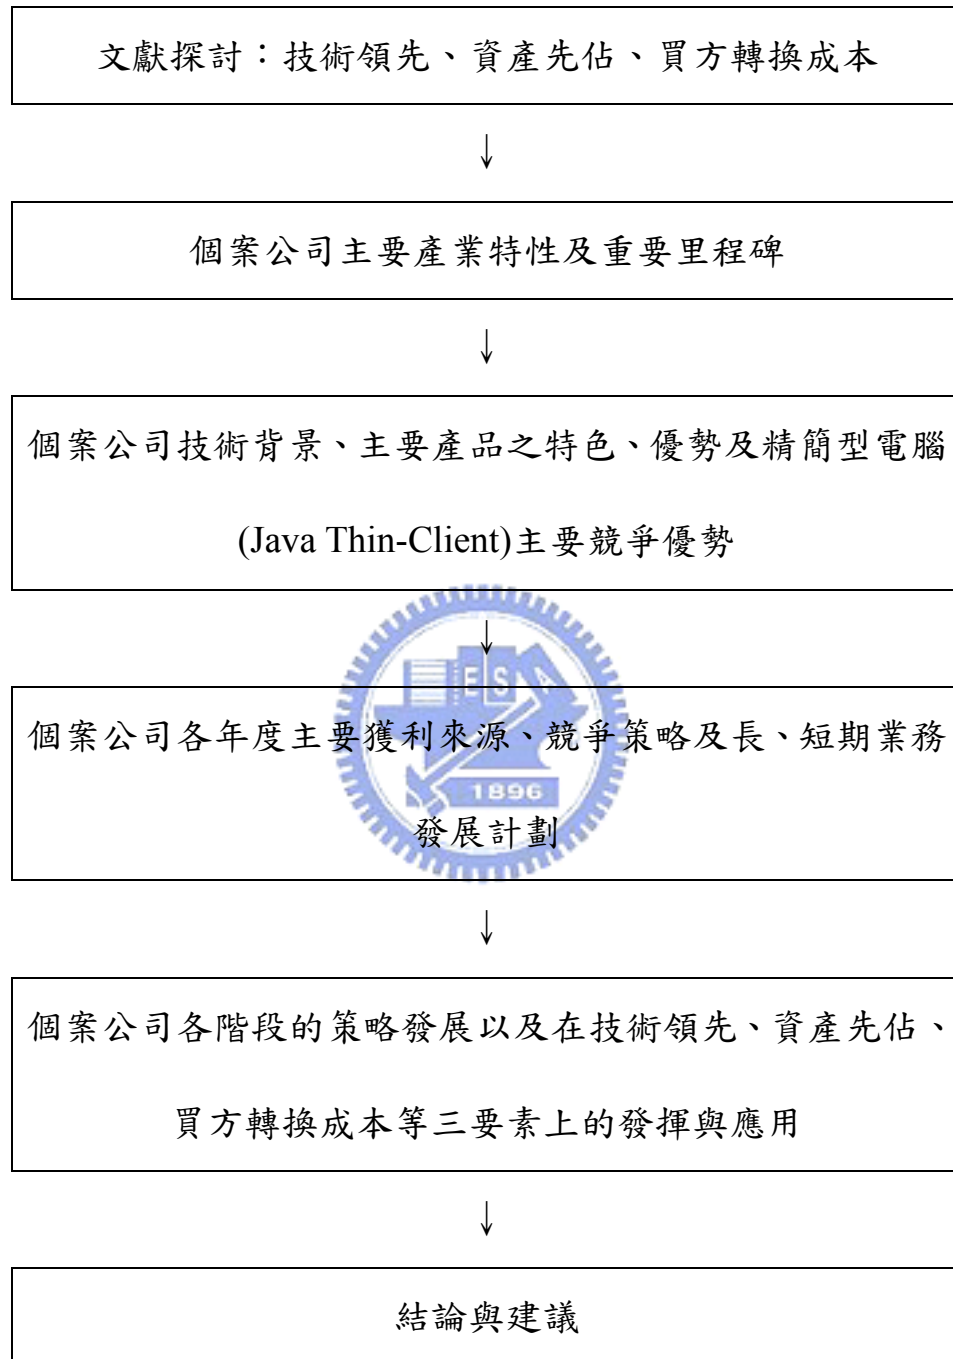 文獻探討：技術領先、資產先佔、買方轉換成本
↓
個案公司主要產業特性及重要里程碑
↓
個案公司技術背景、主要產品之特色、優勢及精簡型電腦
(Java Thin-Client)主要競爭優勢
↓
E S A
個案公司各年度主要獲利來源、競爭策略及長、短期業務
1896
發展計劃
↓
個案公司各階段的策略發展以及在技術領先、資產先佔、
買方轉換成本等三要素上的發揮與應用
↓
結論與建議